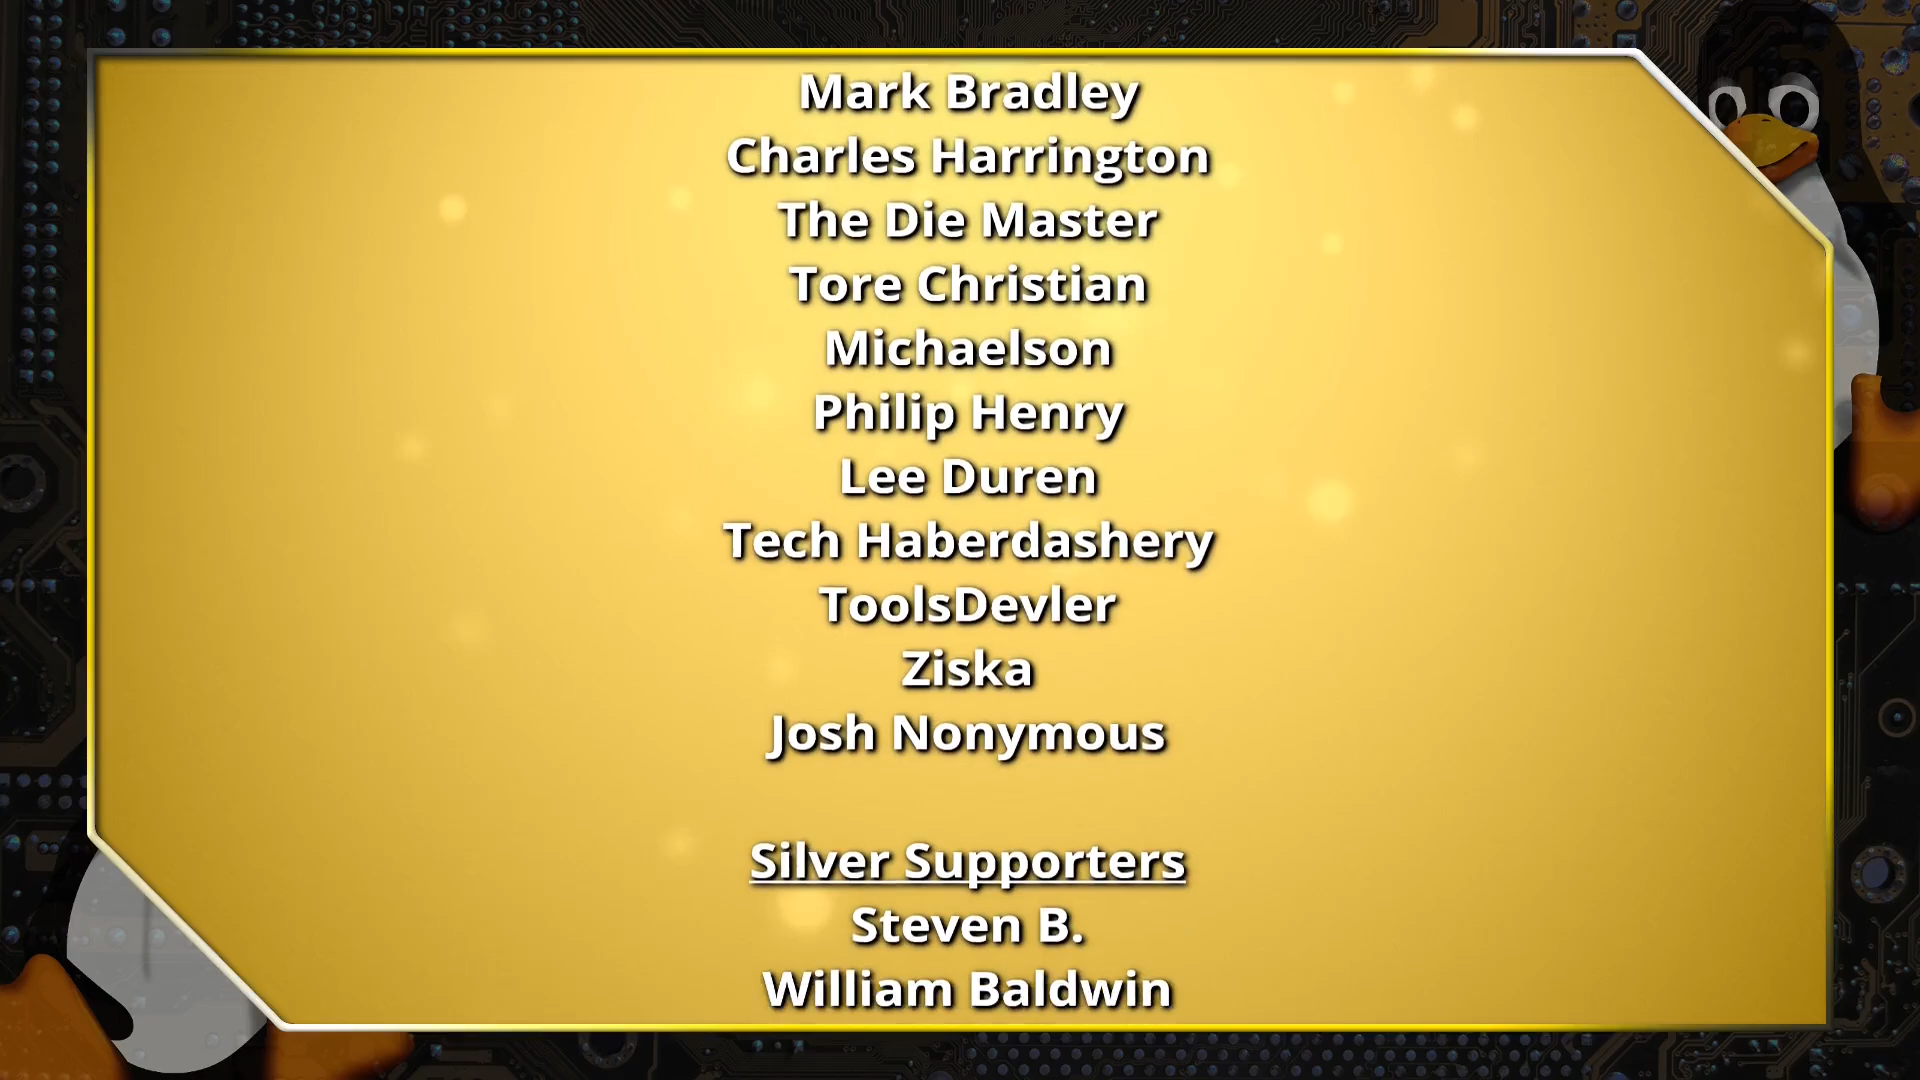 Mark Bradley
Charles Harrington
The Die Master
Tore Christian
Michaelson
Philip Henry
Lee Duren
Tech Haberdashery
ToolsDevler
Ziska
Josh Nonymous
Silver Supporters
Steven B.
William Baldwin